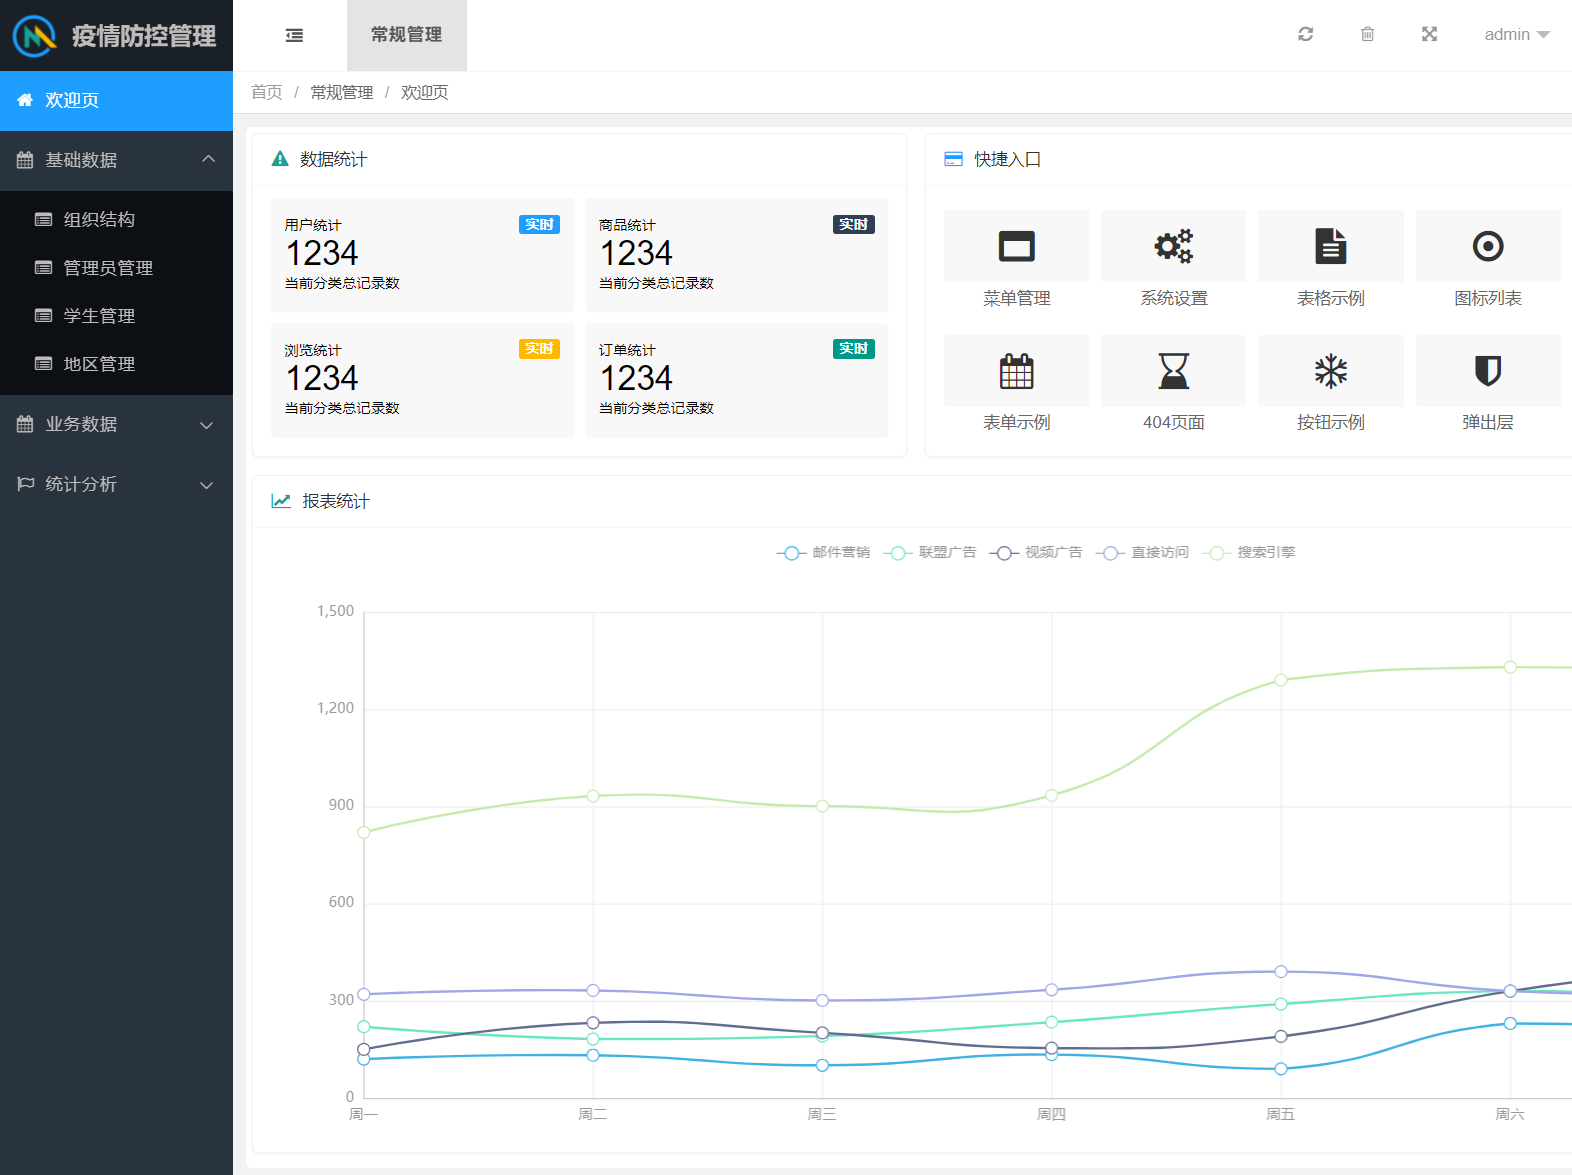 疫情防控管理
常规管理
admin
欢迎页
首页 / 常规管理 / 欢迎页
基础数据
组织结构
管理员管理
学生管理
地区管理
业务数据
统计分析
数据统计
用户统计 实时
1234
当前分类总记录数
商品统计 实时
1234
当前分类总记录数
浏览统计 实时
1234
当前分类总记录数
订单统计 实时
1234
当前分类总记录数
快捷入口
菜单管理 系统设置 表格示例 图标列表
表单示例 404页面 按钮示例 弹出层
报表统计
邮件营销 联盟广告 视频广告 直接访问 搜索引擎
1,500
1,200
900
600
300
0
周一 周二 周三 周四 周五 周六